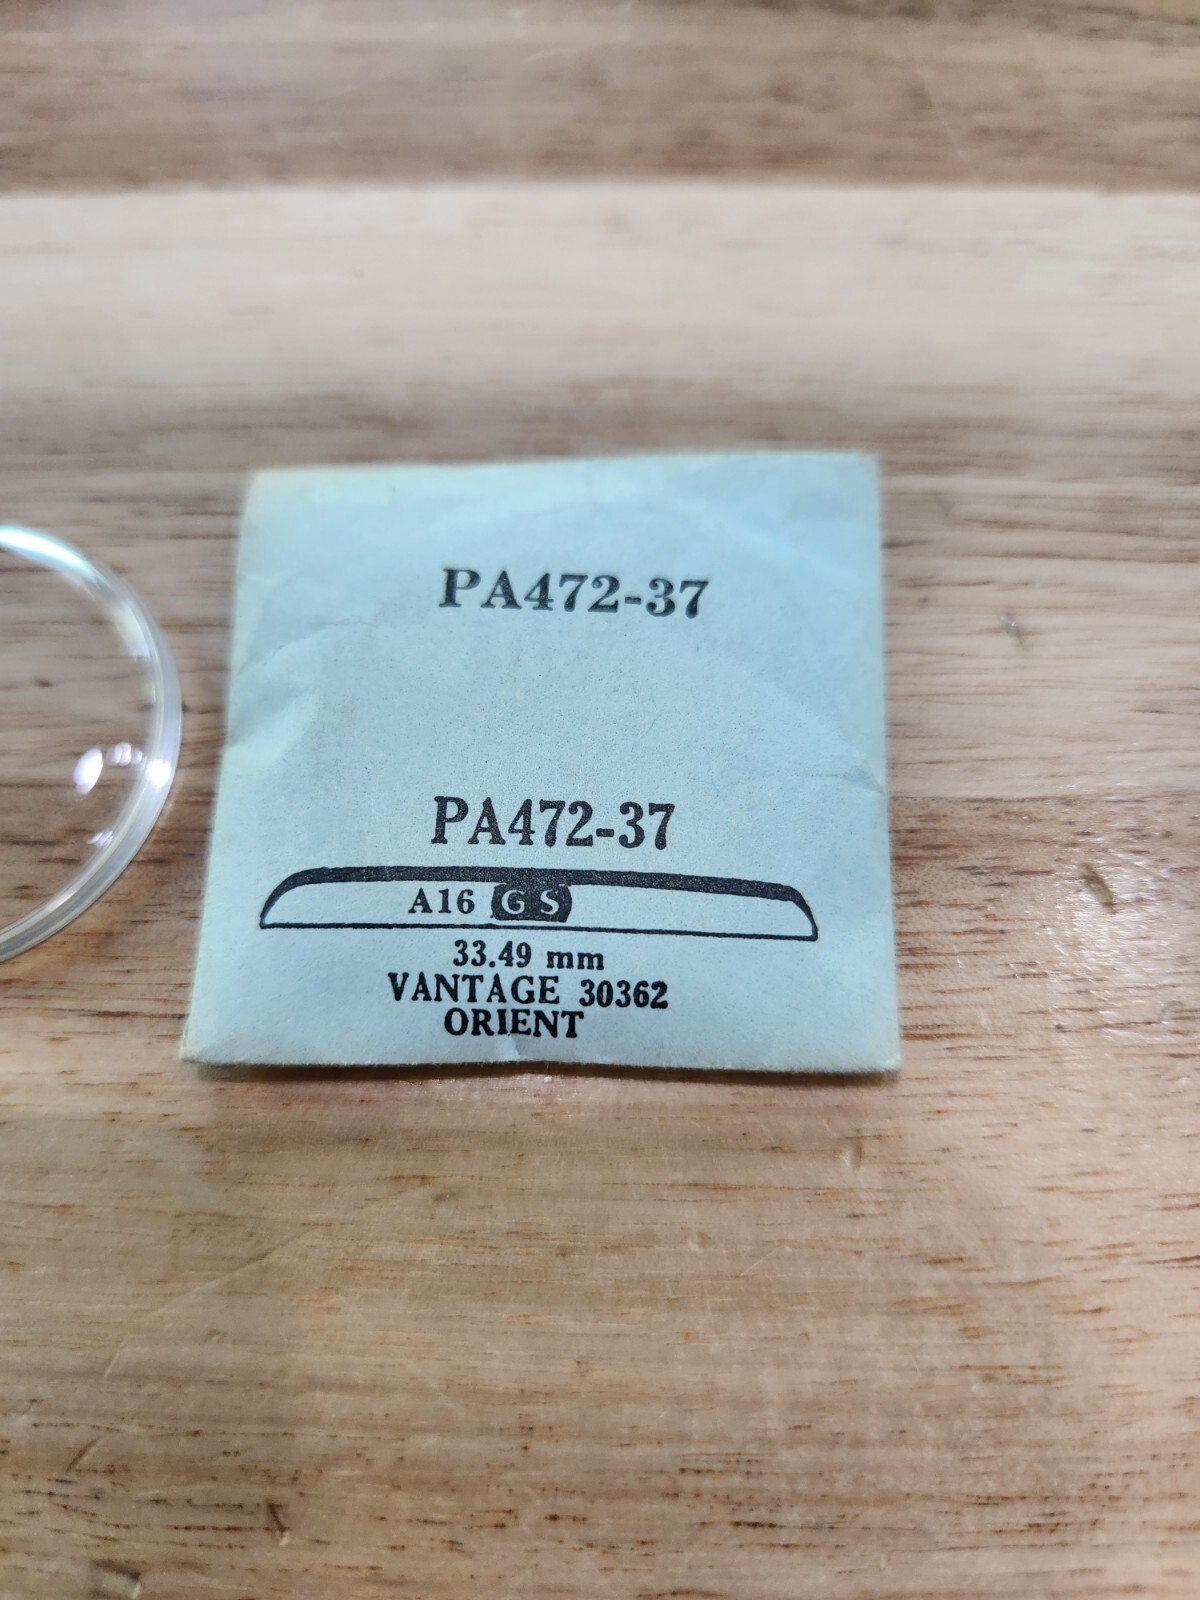 PA472-37
PA472-37
A16 GS
33.49 mm
VANTAGE 30362
ORIENT